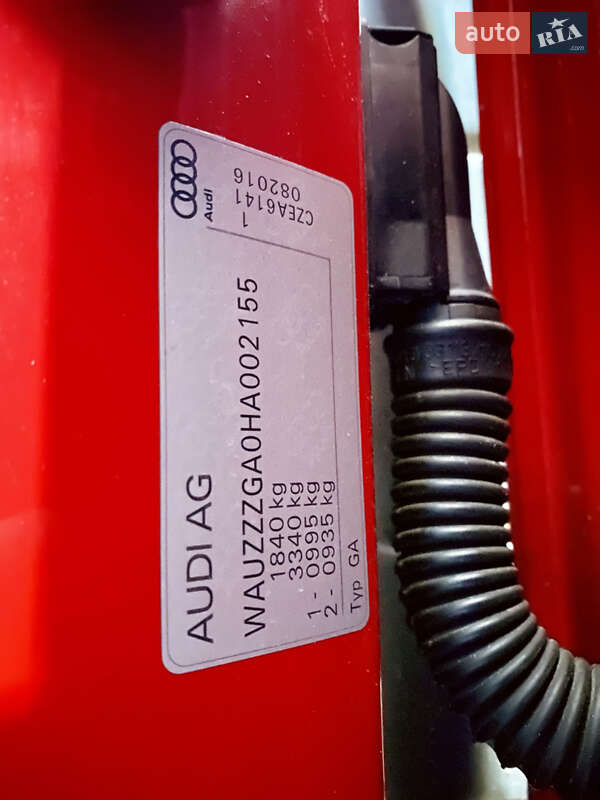 auto RIA.com
AUDI AG
WAUZZZGA0HA002155
1840 kg
3340 kg
1 - 0995 kg
2 - 0935 kg
Typ GA
Audi
1
CZEA6141
082016